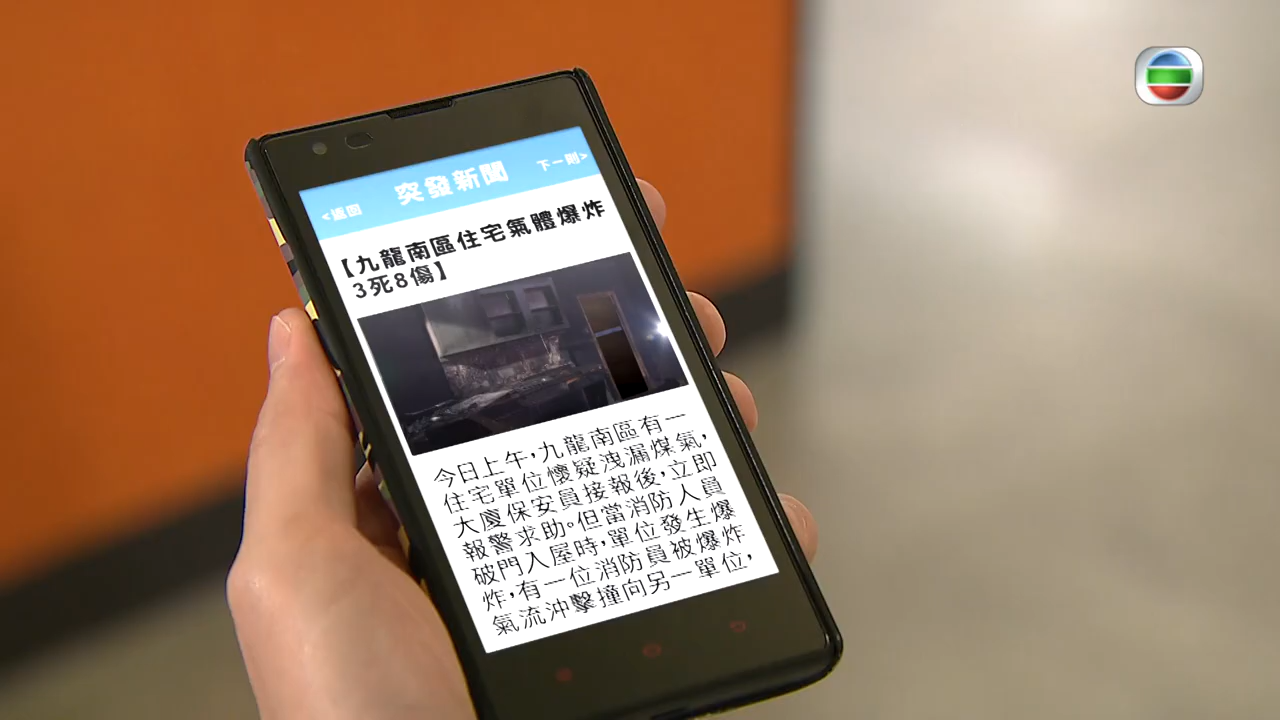 <返回 突發新聞 下一則>
【九龍南區住宅氣體爆炸
3死8傷】
今日上午，九龍南區有一
住宅單位懷疑洩漏煤氣，
大廈保安員接報後，立即
報警求助。但當消防人員
破門入屋時，單位發生爆
炸，有一位消防員被爆炸
氣流沖擊撞向另一單位，